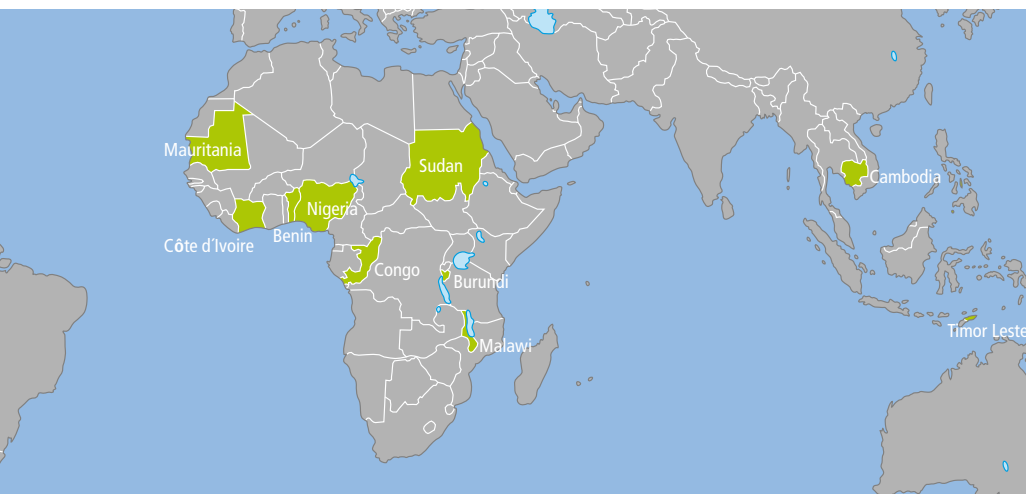 Mauritania
Sudan
Cambodia
Nigeria
Benin
Côte d´Ivoire
Congo
Burundi
Timor Leste
Malawi